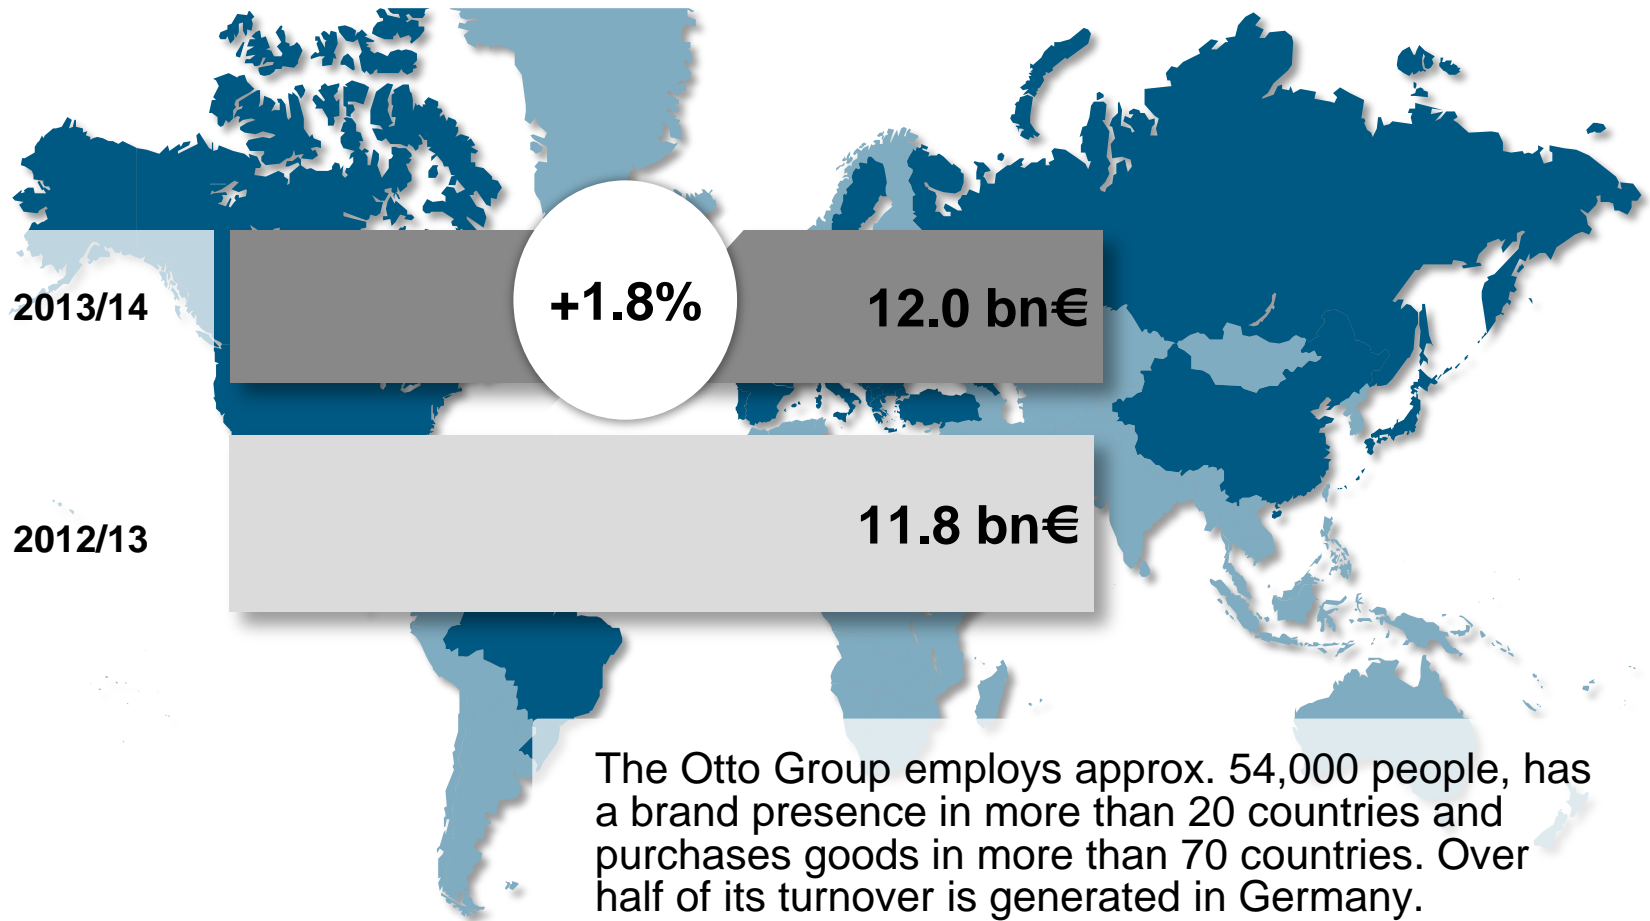 2013/14
+1.8%
12.0 bn€
2012/13
11.8 bn€
The Otto Group employs approx. 54,000 people, has
a brand presence in more than 20 countries and
purchases goods in more than 70 countries. Over
half of its turnover is generated in Germany.